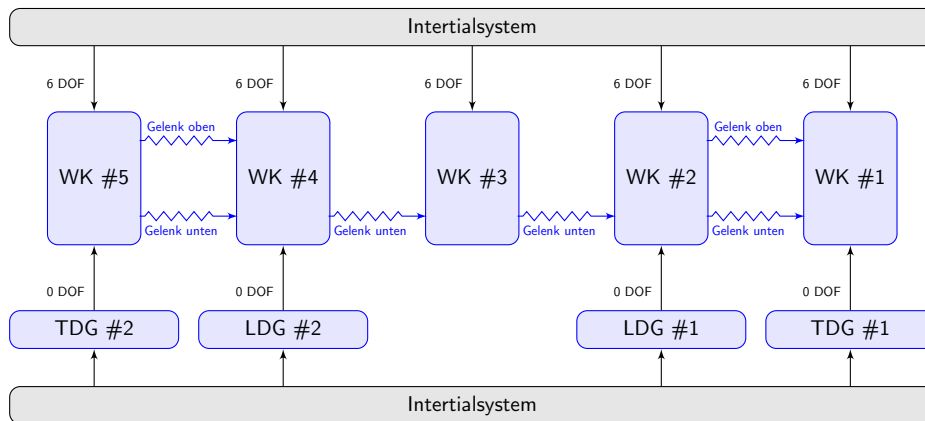 Intertialsystem
6 DOF 6 DOF 6 DOF 6 DOF 6 DOF
Gelenk oben Gelenk oben
WK #5 WK #4 WK #3 WK #2 WK #1
Gelenk unten Gelenk unten Gelenk unten Gelenk unten
0 DOF 0 DOF 0 DOF 0 DOF
TDG #2 LDG #2 LDG #1 TDG #1
Intertialsystem